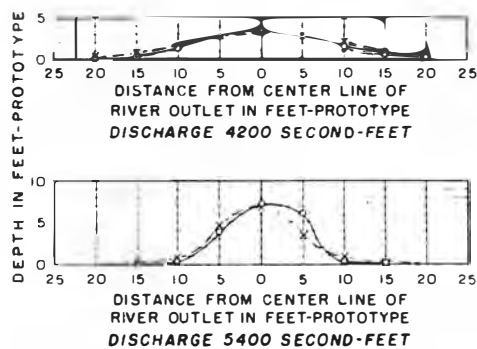 DEPTH IN FEET-PROTOTYPE
5
0
25 20 15 10 5 0 5 10 15 20 25
DISTANCE FROM CENTER LINE OF
RIVER OUTLET IN FEET-PROTOTYPE
DISCHARGE 4200 SECOND-FEET
10
5
0
25 20 15 10 5 0 5 10 15 20 25
DISTANCE FROM CENTER LINE OF
RIVER OUTLET IN FEET-PROTOTYPE
DISCHARGE 5400 SECOND-FEET